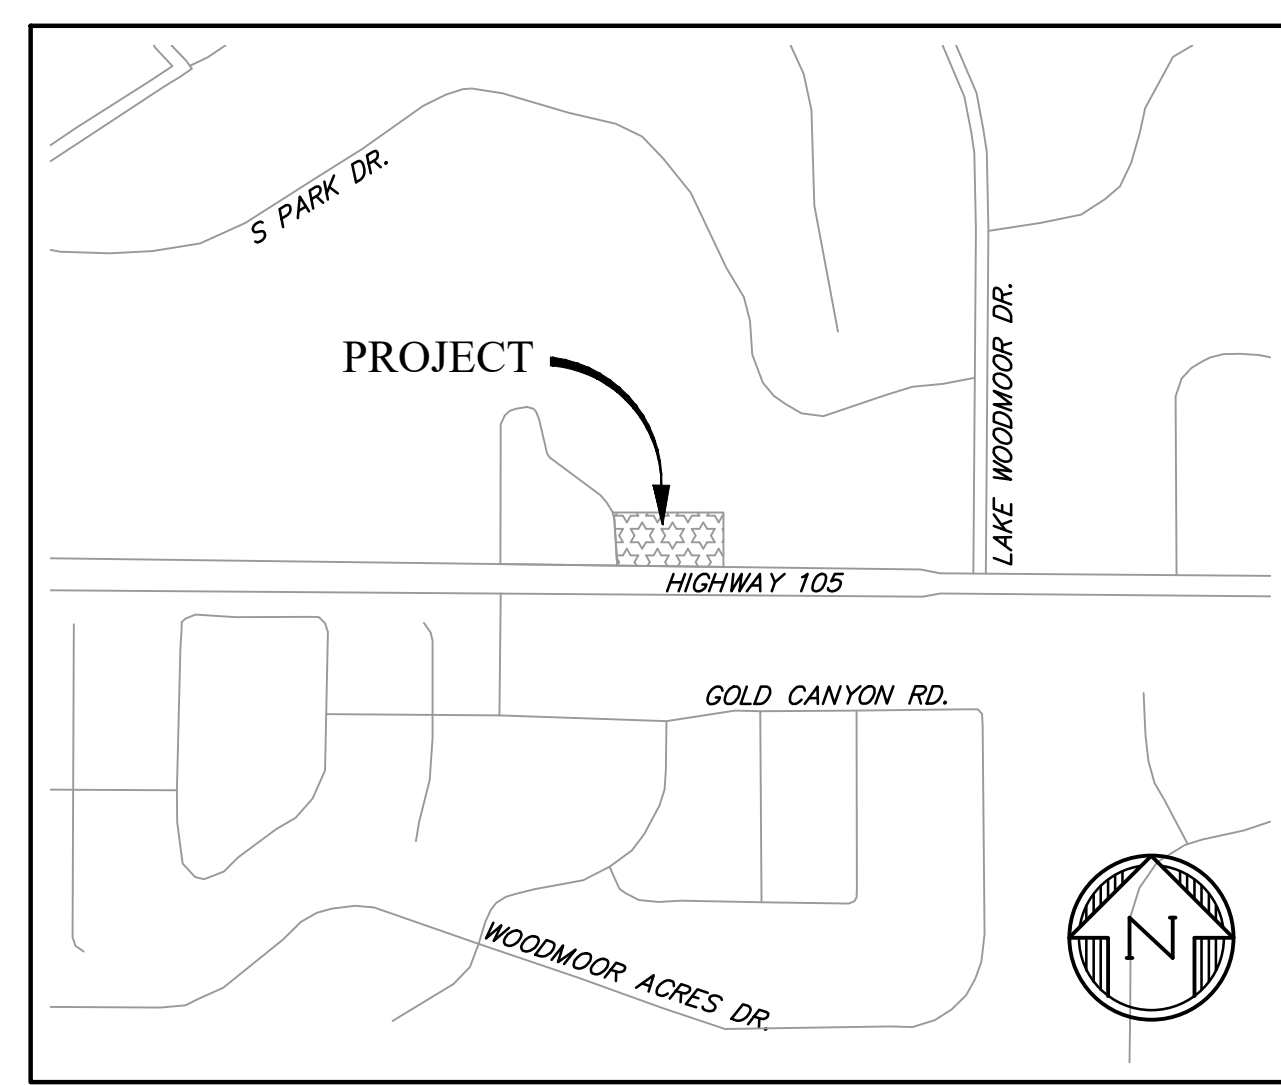 S PARK DR.
PROJECT
LAKE WOODMOOR DR.
HIGHWAY 105
GOLD CANYON RD.
WOODMOOR ACRES DR.
N